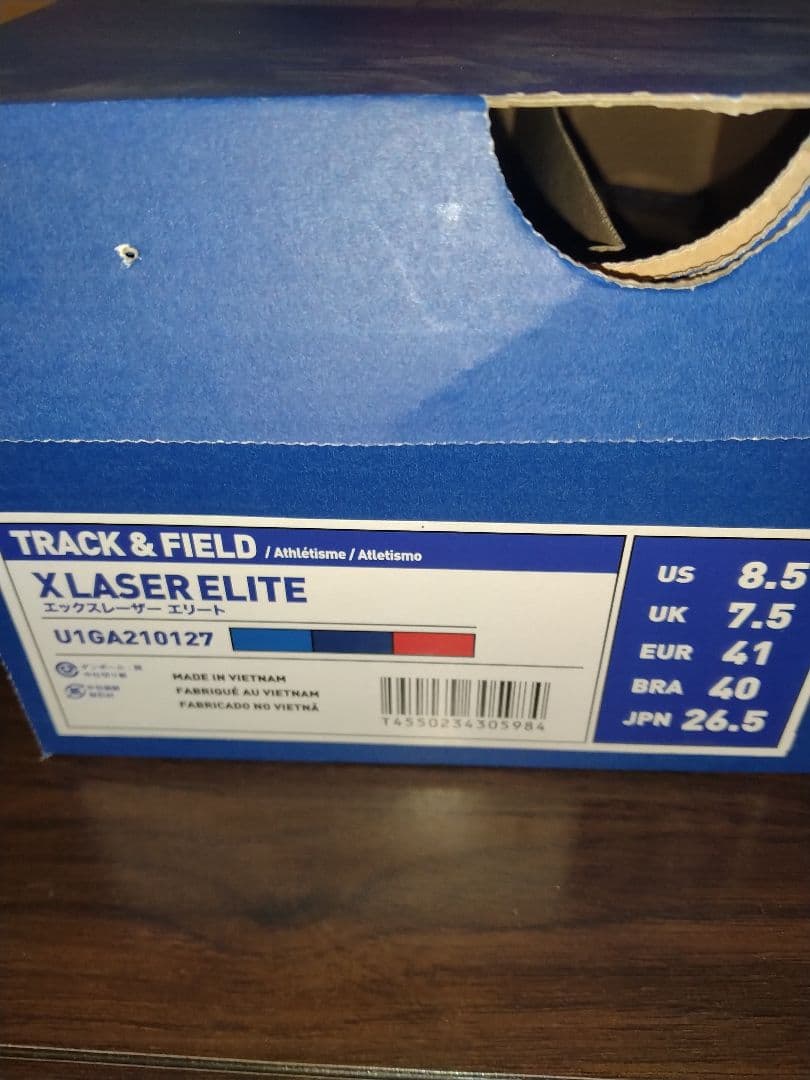 TRACK & FIELD / Athlétisme / Atletismo
X LASER ELITE
エックスレーザー エリート
U1GA210127
MADE IN VIETNAM
FABRIQUÉ AU VIETNAM
FABRICADO NO VIETNÃ
T4550234305984
US 8.5
UK 7.5
EUR 41
BRA 40
JPN 26.5